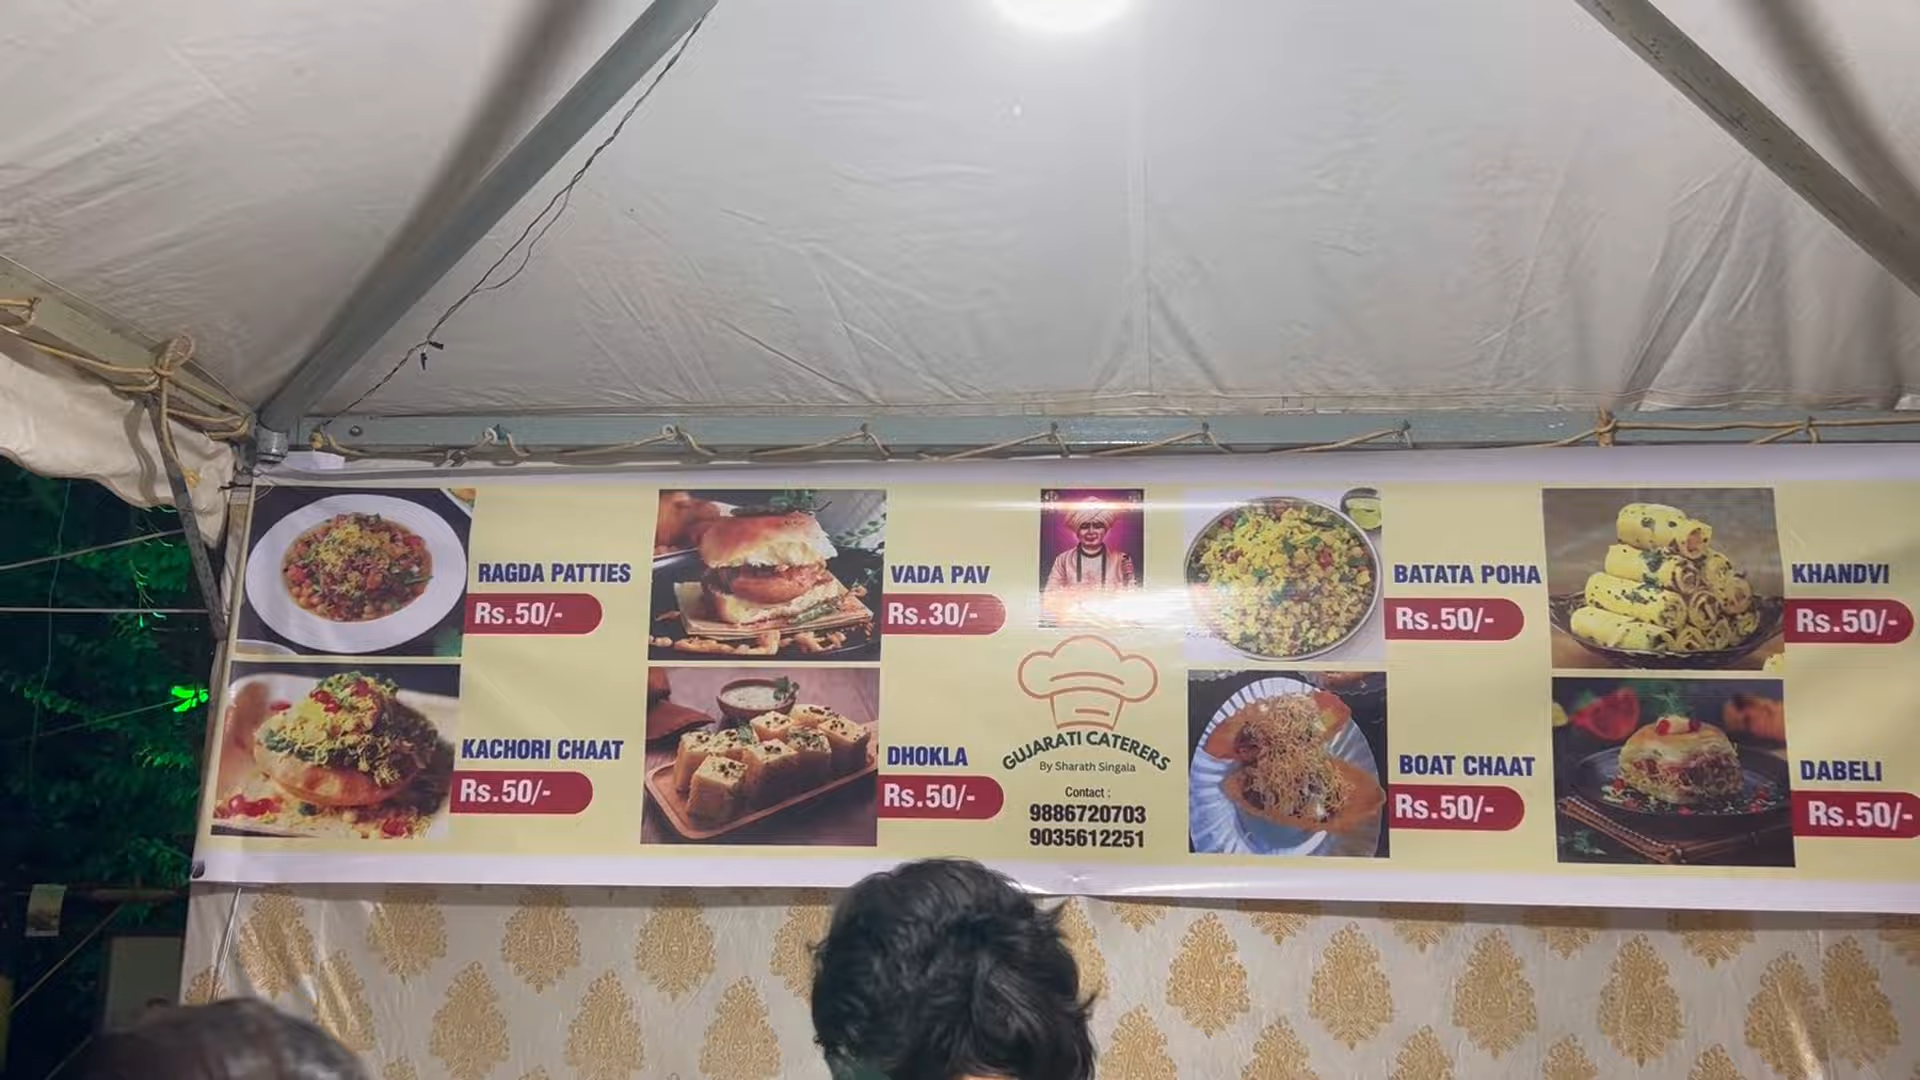 RAGDA PATTIES
Rs.50/-
VADA PAV
Rs.30/-
BATATA POHA
Rs.50/-
KHANDVI
Rs.50/-
KACHORI CHAAT
Rs.50/-
DHOKLA
Rs.50/-
GUJARATI CATERERS
By Sharath Singala
Contact :
9886720703
9035612251
BOAT CHAAT
Rs.50/-
DABELI
Rs.50/-